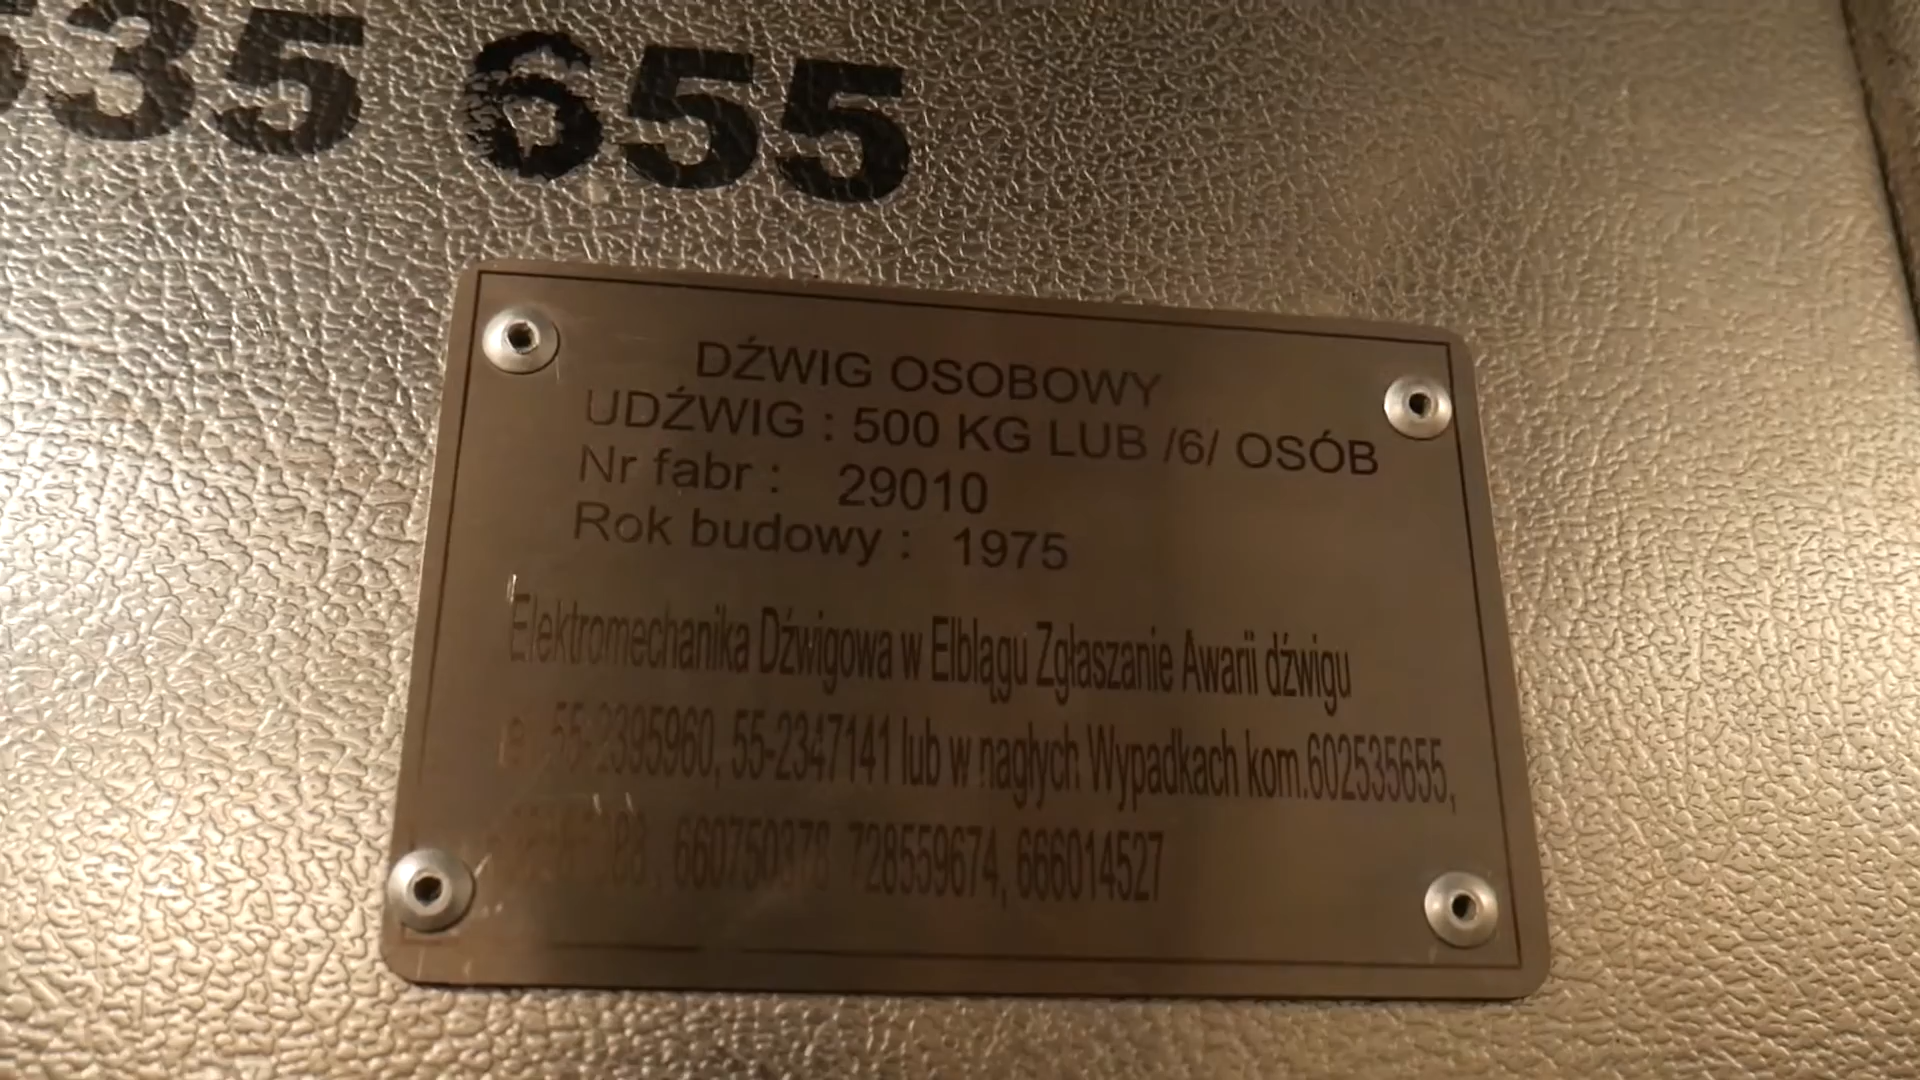 535 655
DŹWIG OSOBOWY
UDŹWIG : 500 KG LUB /6/ OSÓB
Nr fabr : 29010
Rok budowy : 1975
Elektromechanika Dźwigowa w Elblągu Zgłaszanie Awarii dźwigu
55-2395960, 55-2347141 lub w nagłych Wypadkach kom.602535655,
728559674, 666014527